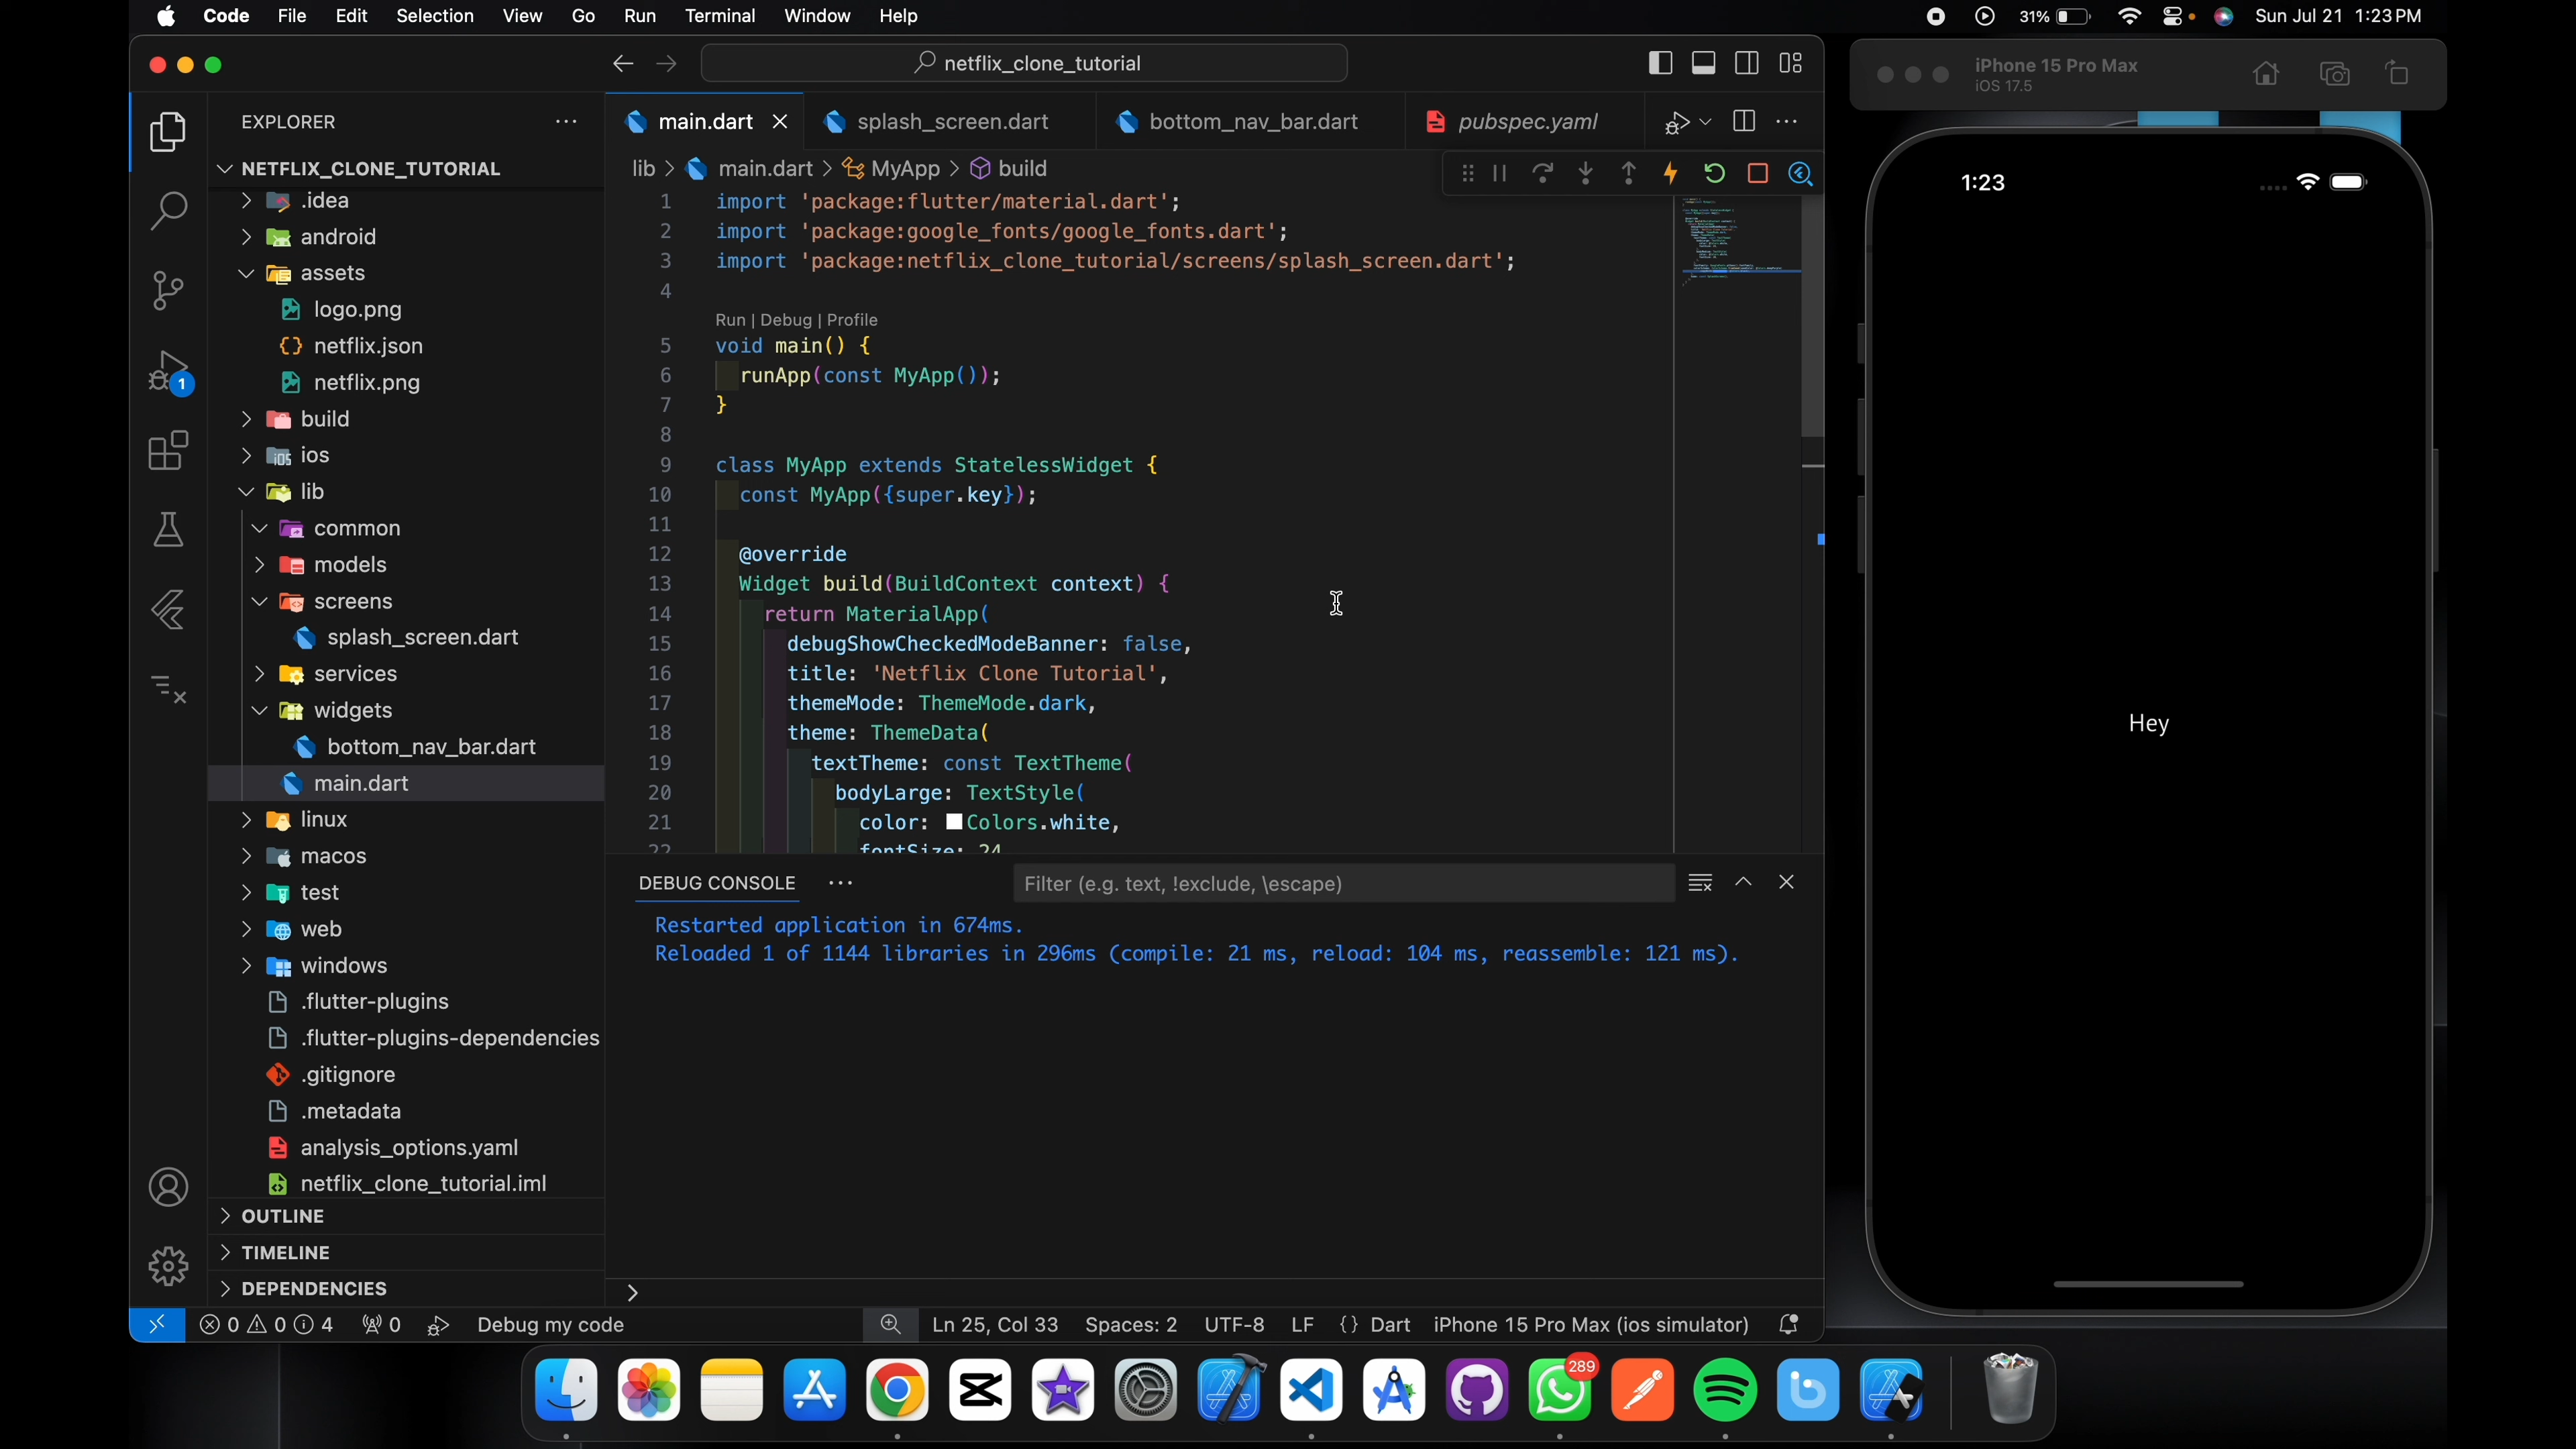 Code File Edit Selection View Go Run Terminal Window Help
31% Sun Jul 21 1:23 PM
netflix_clone_tutorial
EXPLORER
NETFLIX_CLONE_TUTORIAL
.idea
android
assets
logo.png
netflix.json
netflix.png
build
ios
lib
common
models
screens
splash_screen.dart
services
widgets
bottom_nav_bar.dart
main.dart
linux
macos
test
web
windows
.flutter-plugins
.flutter-plugins-dependencies
.gitignore
.metadata
analysis_options.yaml
netflix_clone_tutorial.iml
OUTLINE
TIMELINE
DEPENDENCIES
1
main.dart splash_screen.dart bottom_nav_bar.dart pubspec.yaml
lib > main.dart > MyApp > build
1 import 'package:flutter/material.dart';
2 import 'package:google_fonts/google_fonts.dart';
3 import 'package:netflix_clone_tutorial/screens/splash_screen.dart';
4
Run | Debug | Profile
5 void main() {
6 runApp(const MyApp());
7 }
8
9 class MyApp extends StatelessWidget {
10 const MyApp({super.key});
11
12 @override
13 Widget build(BuildContext context) {
14 return MaterialApp(
15 debugShowCheckedModeBanner: false,
16 title: 'Netflix Clone Tutorial',
17 themeMode: ThemeMode.dark,
18 theme: ThemeData(
19 textTheme: const TextTheme(
20 bodyLarge: TextStyle(
21 color: Colors.white,
22 fontSize: 24
DEBUG CONSOLE
Filter (e.g. text, !exclude, \escape)
Restarted application in 674ms.
Reloaded 1 of 1144 libraries in 296ms (compile: 21 ms, reload: 104 ms, reassemble: 121 ms).
0 0 4 0 Debug my code Ln 25, Col 33 Spaces: 2 UTF-8 LF {} Dart iPhone 15 Pro Max (ios simulator)
iPhone 15 Pro Max
iOS 17.5
1:23
Hey
289